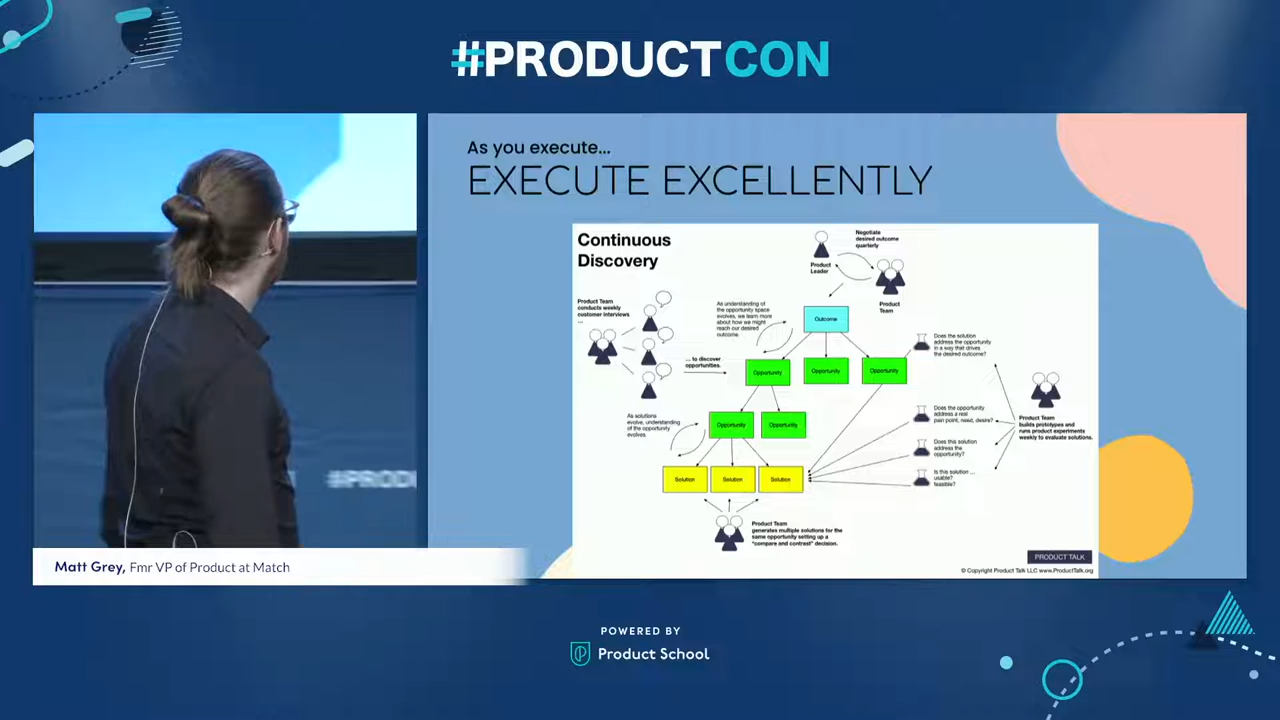 #PRODUCTCON
As you execute...
EXECUTE EXCELLENTLY
Continuous
Discovery
Negotiate
desired outcome
quarterly
Product
Leader
Product
Team
Product Team
conducts weekly
customer interviews
...
As understanding of
the opportunity space
evolves, we learn more
about how we might
reach our desired
outcome.
Outcome
... to discover
opportunities.
Opportunity
Opportunity
Opportunity
Does the solution
address the opportunity
in a way that drives
the desired outcome?
As solutions
evolve, understanding
of the opportunity
evolves.
Opportunity
Opportunity
Does the opportunity
address a real
pain point, need, desire?
Product Team
builds prototypes and
runs product experiments
weekly to evaluate solutions.
Does this solution
address the
opportunity?
Solution
Solution
Solution
Is this solution ...
usable?
feasible?
Product Team
generates multiple solutions for the
same opportunity setting up a
"compare and contrast" decision.
PRODUCT TALK
© Copyright Product Talk LLC www.ProductTalk.org
#PROD
Matt Grey, Fmr VP of Product at Match
POWERED BY
Product School